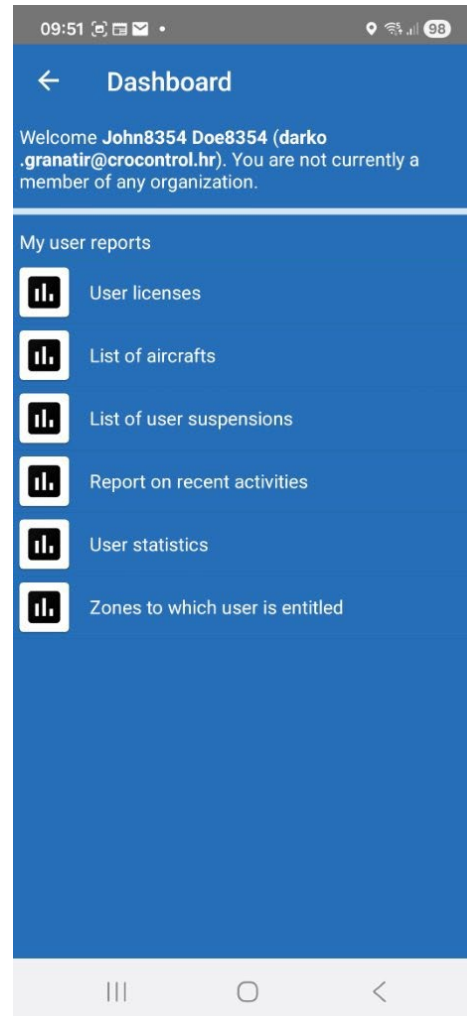 09:51
98
Dashboard
Welcome John8354 Doe8354 (darko
.granatir@crocontrol.hr). You are not currently a
member of any organization.
My user reports
User licenses
List of aircrafts
List of user suspensions
Report on recent activities
User statistics
Zones to which user is entitled